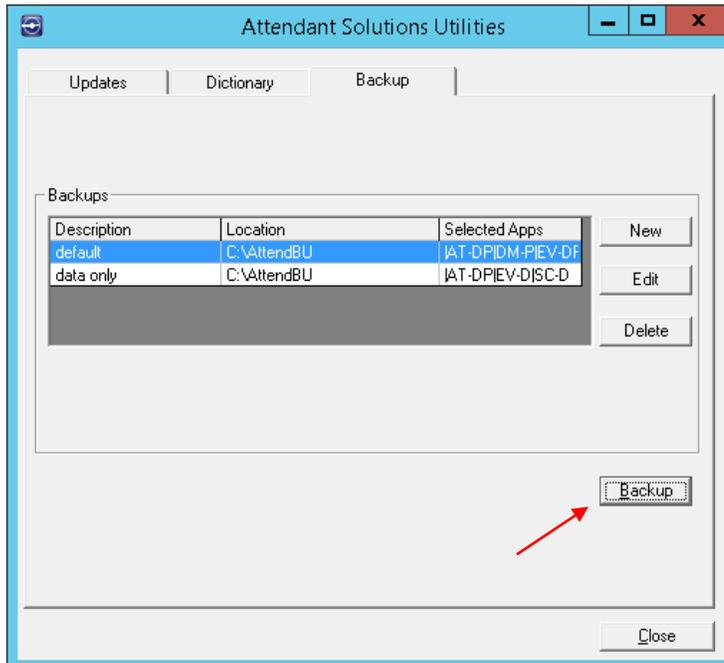 Attendant Solutions Utilities
Updates Dictionary Backup
Backups
Description Location Selected Apps
default C:\AttendBU |AT-DP|DM-P|EV-DP
data only C:\AttendBU |AT-DP|EV-D|SC-D
New
Edit
Delete
Backup
Close